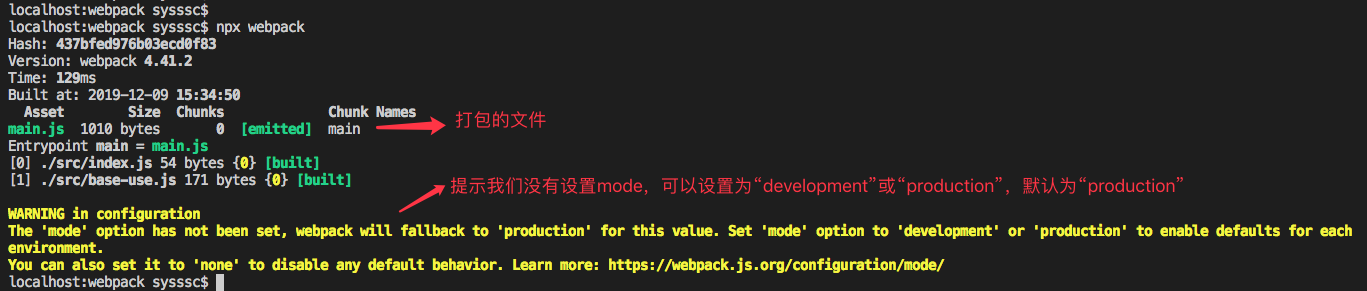 localhost:webpack sysssc$
localhost:webpack sysssc$ npx webpack
Hash: 437bfed976b03ecd0f83
Version: webpack 4.41.2
Time: 129ms
Built at: 2019-12-09 15:34:50
Asset Size Chunks Chunk Names
main.js 1010 bytes 0 [emitted] main
打包的文件
Entrypoint main = main.js
[0] ./src/index.js 54 bytes {0} [built]
[1] ./src/base-use.js 171 bytes {0} [built]
提示我们没有设置mode，可以设置为“development”或“production”，默认为“production”
WARNING in configuration
The 'mode' option has not been set, webpack will fallback to 'production' for this value. Set 'mode' option to 'development' or 'production' to enable defaults for each
environment.
You can also set it to 'none' to disable any default behavior. Learn more: https://webpack.js.org/configuration/mode/
localhost:webpack sysssc$